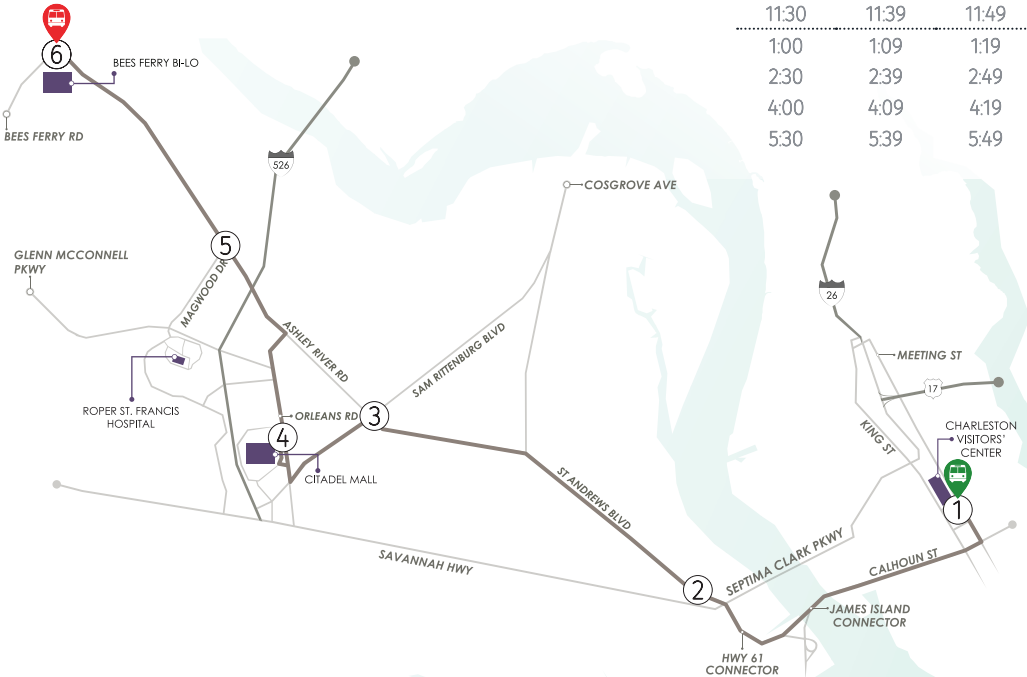 11:30 11:39 11:49
1:00 1:09 1:19
2:30 2:39 2:49
4:00 4:09 4:19
5:30 5:39 5:49
6
BEES FERRY BI-LO
BEES FERRY RD
526
COSGROVE AVE
5
GLENN MCCONNELL
PKWY
MAGWOOD DR
26
ASHLEY RIVER RD
SAM RITTENBURG BLVD
MEETING ST
17
ROPER ST. FRANCIS
HOSPITAL
ORLEANS RD
3
4
CITADEL MALL
KING ST
CHARLESTON
VISITORS'
CENTER
1
ST ANDREWS BLVD
SAVANNAH HWY
2
SEPTIMA CLARK PKWY
CALHOUN ST
JAMES ISLAND
CONNECTOR
HWY 61
CONNECTOR